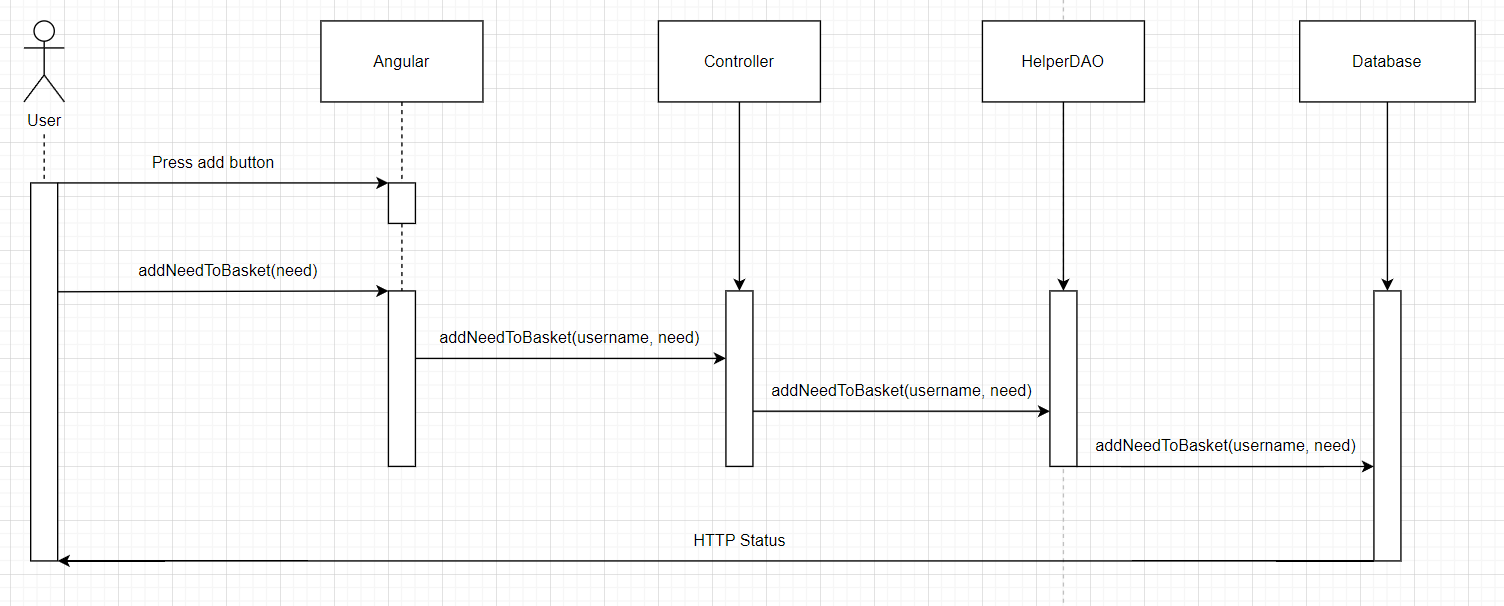 Angular
Controller
HelperDAO
Database
User
Press add button
addNeedToBasket(need)
addNeedToBasket(username, need)
addNeedToBasket(username, need)
addNeedToBasket(username, need)
HTTP Status